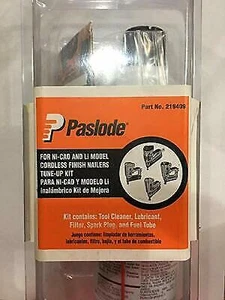 Part No. 219409
Paslode®
FOR NI-CAD AND Li MODEL
CORDLESS FINISH NAILERS
TUNE-UP KIT
PARA NI-CAD Y MODELO Li
Inalámbrico Kit de Mejora
Kit contains: Tool Cleaner, Lubricant,
Filter, Spark Plug, and Fuel Tube
Juego contiene: limpiador de herramientas,
lubricantes, filtro, bujía, y el tubo de combustible